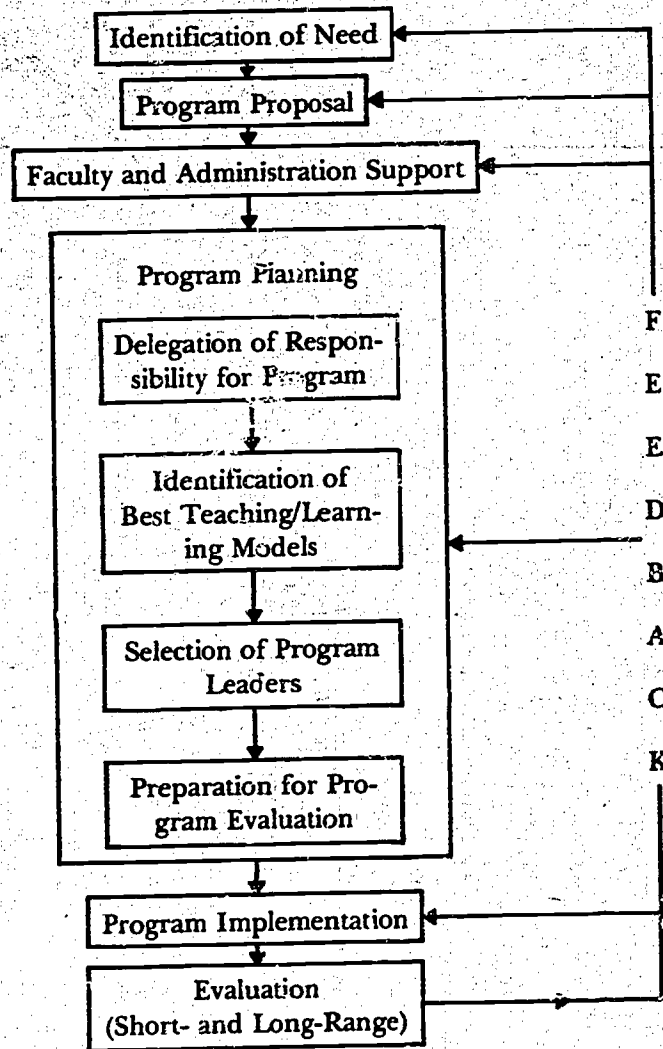 Identification of Need
Program Proposal
Faculty and Administration Support
Program Planning
Delegation of Respon-
sibility for Program
Identification of
Best Teaching/Learn-
ing Models
Selection of Program
Leaders
Preparation for Pro-
gram Evaluation
Program Implementation
Evaluation
(Short- and Long-Range)
F
E
E
D
B
A
C
K